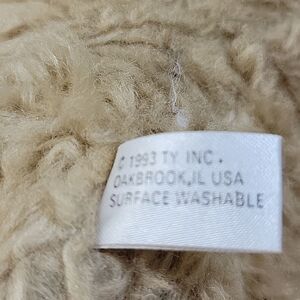 © 1993 TY INC.
OAKBROOK,IL USA
SURFACE WASHABLE